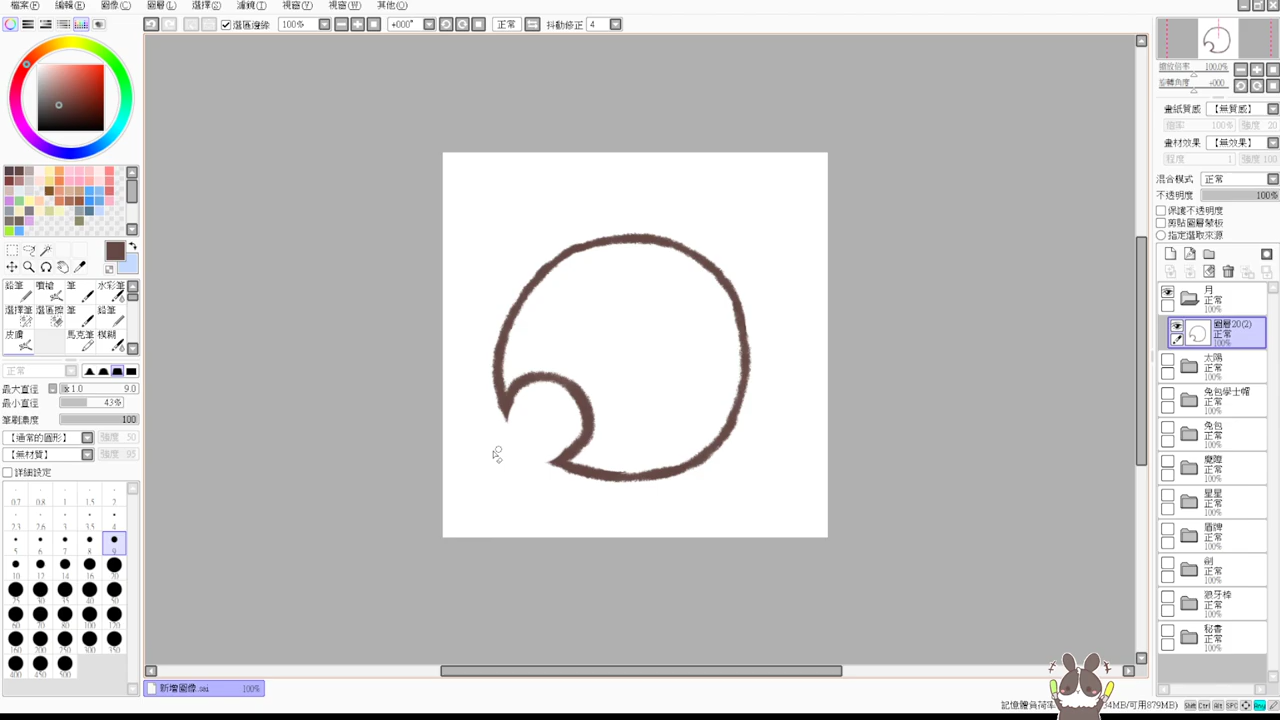 檔案(F) 編輯(E) 圖像(C) 圖層(L) 選擇(S) 濾鏡(T) 視窗(V) 視窗(W) 其他(O)
選區邊緣 100% +000° 正常 抖動修正 4
縮放倍率 100.0%
旋轉角度 +000
畫紙質感 【無質感】
倍率 100% 強度 20
畫材效果 【無效果】
程度 1 強度 100
混合模式 正常
不透明度 100%
保護不透明度
剪貼圖層蒙板
指定選取來源
鉛筆 噴槍 筆 水彩筆
選擇筆 選區擦 筆 鉛筆
皮膚 馬克筆 模糊
正常
最大直徑 x1.0 9.0
最小直徑 43%
筆刷濃度 100
【通常的圓形】 強度 50
【無材質】 強度 95
詳細設定
0.7 0.8 1 1.5 2
2.3 2.6 3 3.5 4
5 6 7 8 9
10 12 14 16 20
25 30 35 40 50
60 70 80 100 120
160 200 250 300 350
400 450 500
月
正常
圖層20(2)
正常
100%
太陽
正常
100%
兔包學士帽
正常
100%
兔包
正常
100%
魔障
正常
100%
星星
正常
100%
盾牌
正常
100%
劍
正常
100%
狼牙棒
正常
100%
秘書
正常
100%
新增圖像.sai 100%
記憶體負荷率 34MB/可用879MB) Shift Ctrl Alt SPC Any